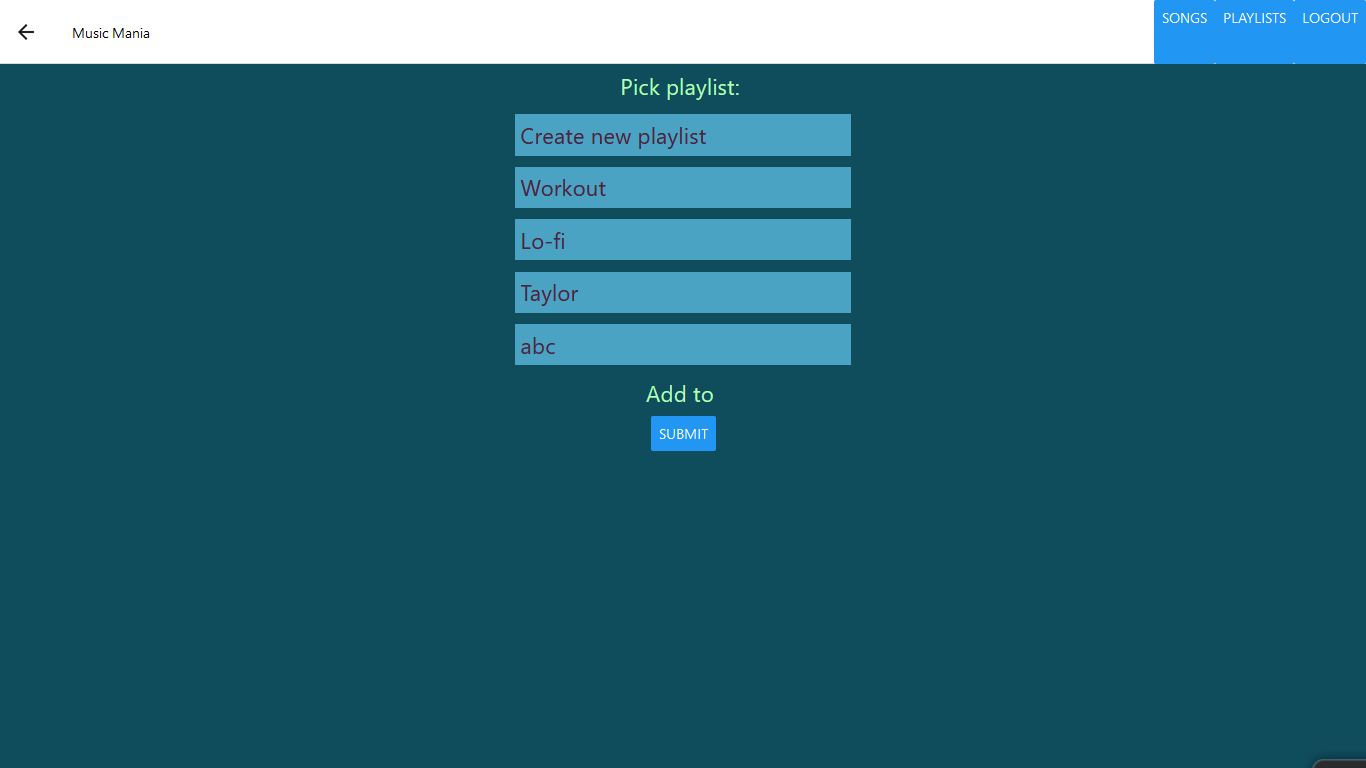 Music Mania
SONGS PLAYLISTS LOGOUT
Pick playlist:
Create new playlist
Workout
Lo-fi
Taylor
abc
Add to
SUBMIT